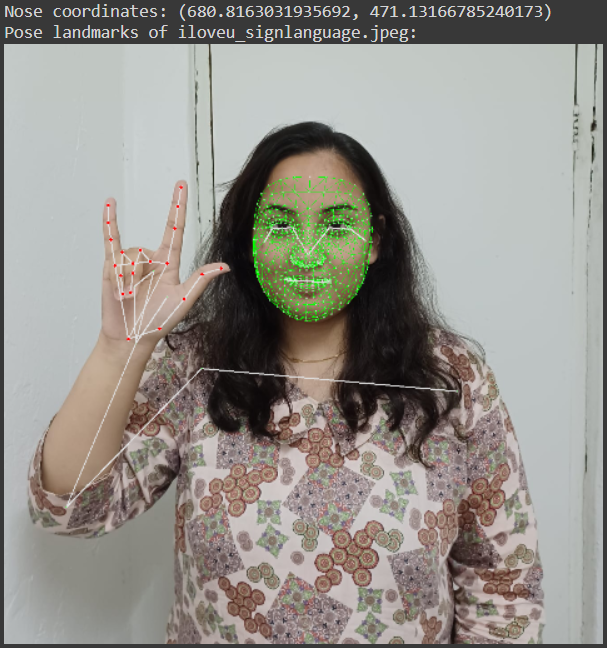 Nose coordinates: (680.8163031935692, 471.13166785240173)
Pose landmarks of iloveu_signlanguage.jpeg: